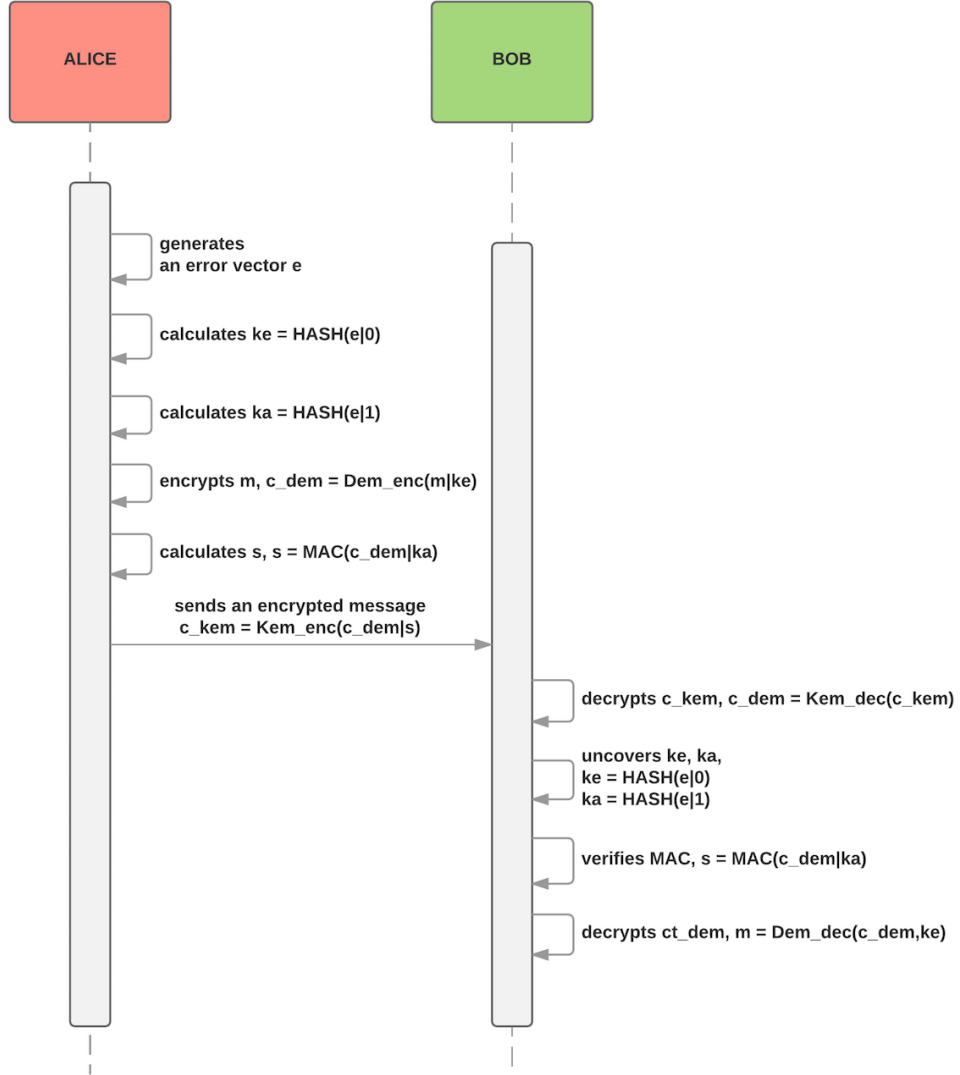 ALICE
BOB
generates
an error vector e
calculates ke = HASH(e|0)
calculates ka = HASH(e|1)
encrypts m, c_dem = Dem_enc(m|ke)
calculates s, s = MAC(c_dem|ka)
sends an encrypted message
c_kem = Kem_enc(c_dem|s)
decrypts c_kem, c_dem = Kem_dec(c_kem)
uncovers ke, ka,
ke = HASH(e|0)
ka = HASH(e|1)
verifies MAC, s = MAC(c_dem|ka)
decrypts ct_dem, m = Dem_dec(c_dem,ke)